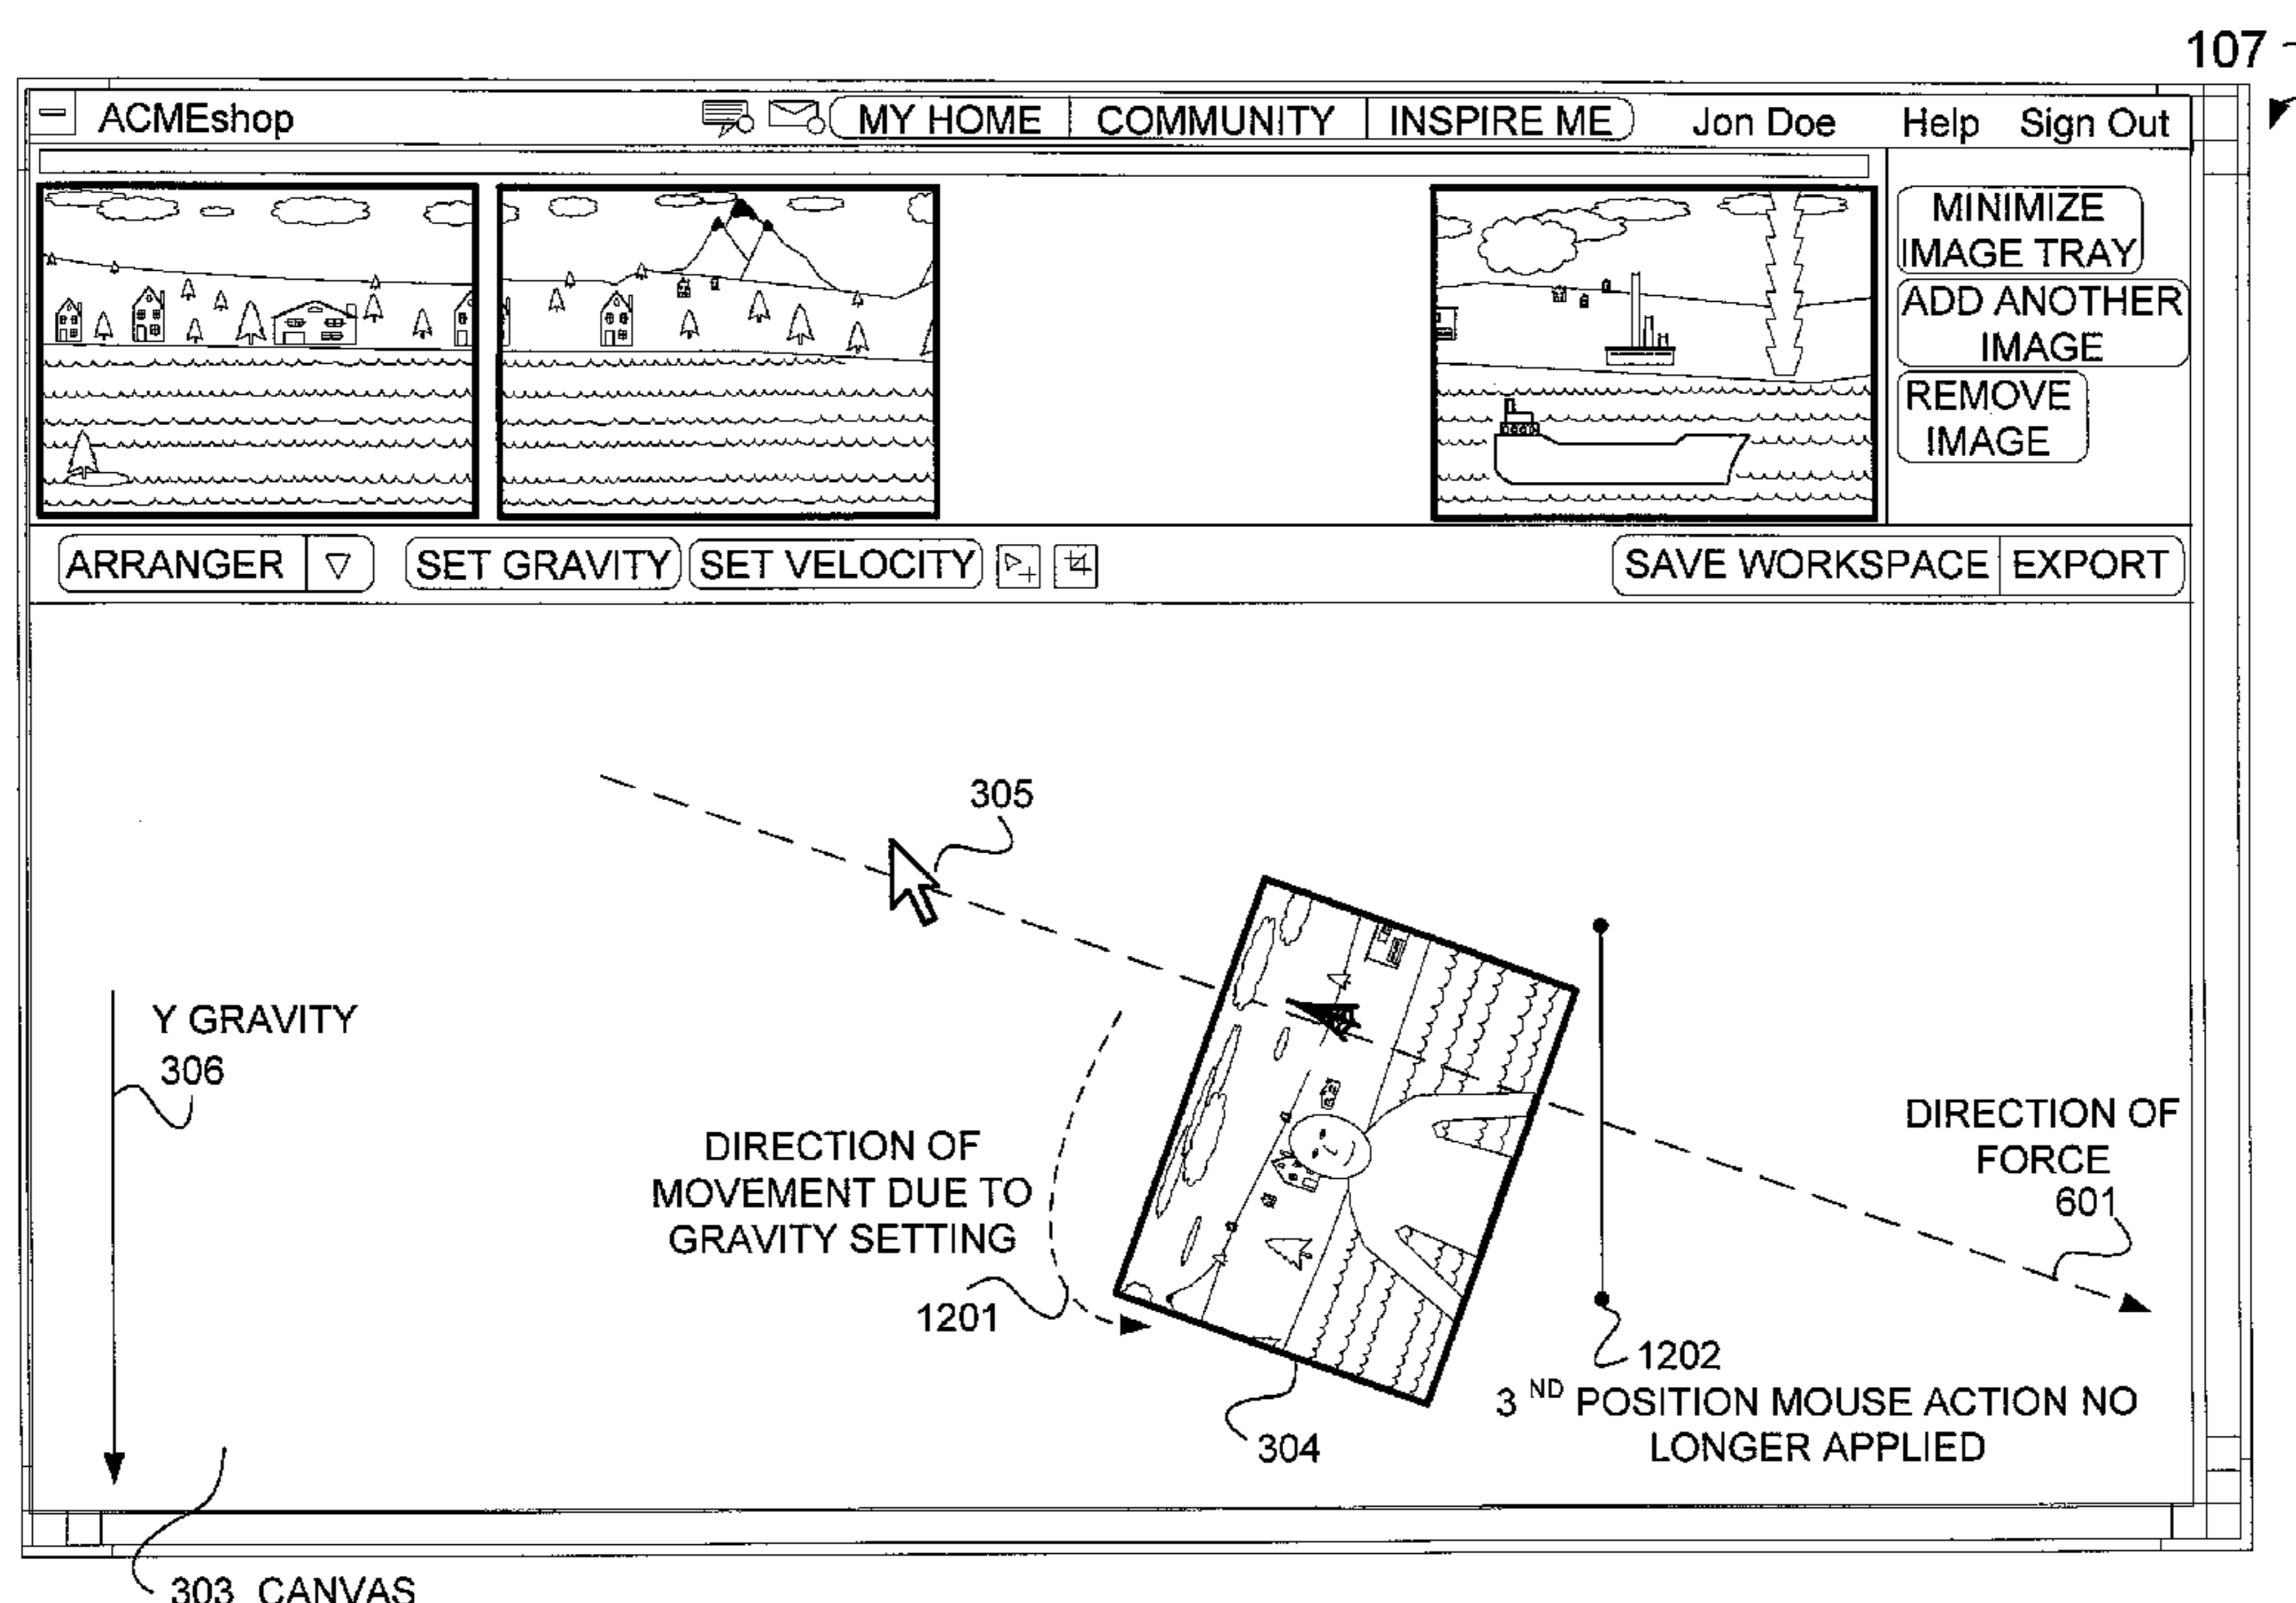 107
ACMEshop MY HOME COMMUNITY INSPIRE ME Jon Doe Help Sign Out
MINIMIZE
IMAGE TRAY
ADD ANOTHER
IMAGE
REMOVE
IMAGE
ARRANGER SET GRAVITY SET VELOCITY SAVE WORKSPACE EXPORT
305
Y GRAVITY
306
DIRECTION OF
MOVEMENT DUE TO
GRAVITY SETTING
1201
DIRECTION OF
FORCE
601
1202
3 ND POSITION MOUSE ACTION NO
LONGER APPLIED
304
303 CANVAS